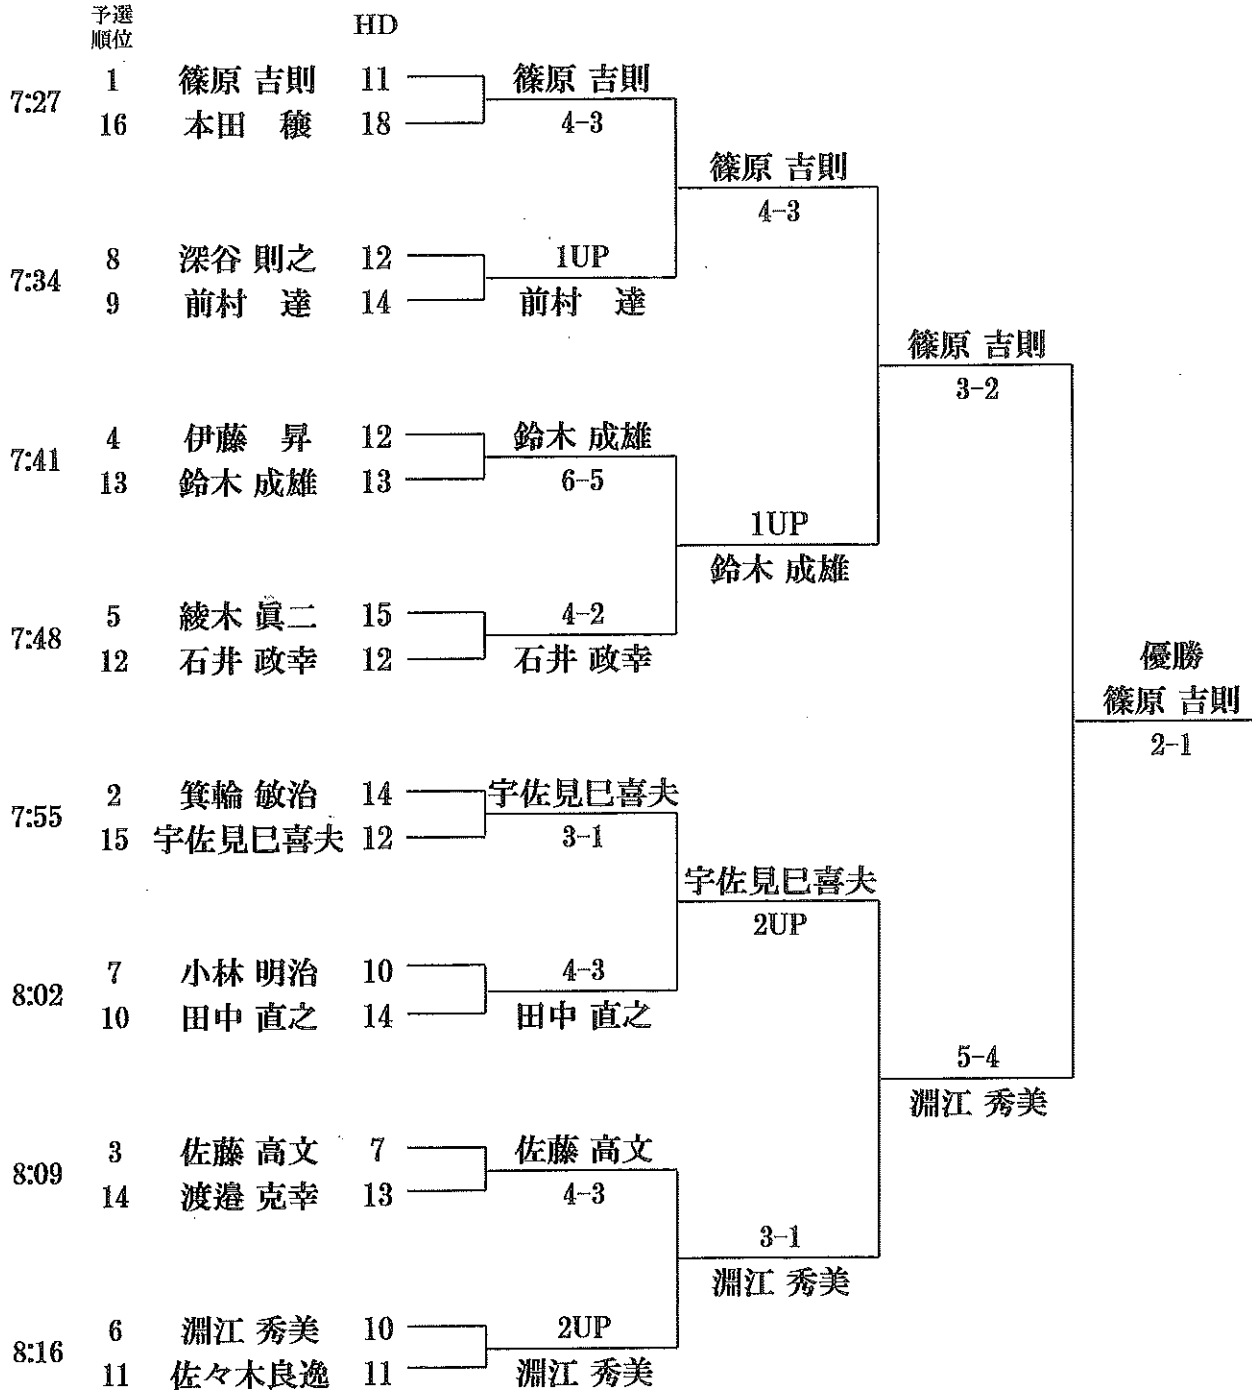 予選
順位 HD
7:27
1 篠原 吉則 11
16 本田 穣 18
篠原 吉則
4-3
篠原 吉則
4-3
7:34
8 深谷 則之 12
9 前村 達 14
1UP
前村 達
篠原 吉則
3-2
7:41
4 伊藤 昇 12
13 鈴木 成雄 13
鈴木 成雄
6-5
1UP
鈴木 成雄
7:48
5 綾木 眞二 15
12 石井 政幸 12
4-2
石井 政幸
優勝
篠原 吉則
2-1
7:55
2 箕輪 敏治 14
15 宇佐見巳喜夫 12
宇佐見巳喜夫
3-1
宇佐見巳喜夫
2UP
8:02
7 小林 明治 10
10 田中 直之 14
4-3
田中 直之
5-4
淵江 秀美
8:09
3 佐藤 高文 7
14 渡邉 克幸 13
佐藤 高文
4-3
3-1
淵江 秀美
8:16
6 淵江 秀美 10
11 佐々木良逸 11
2UP
淵江 秀美